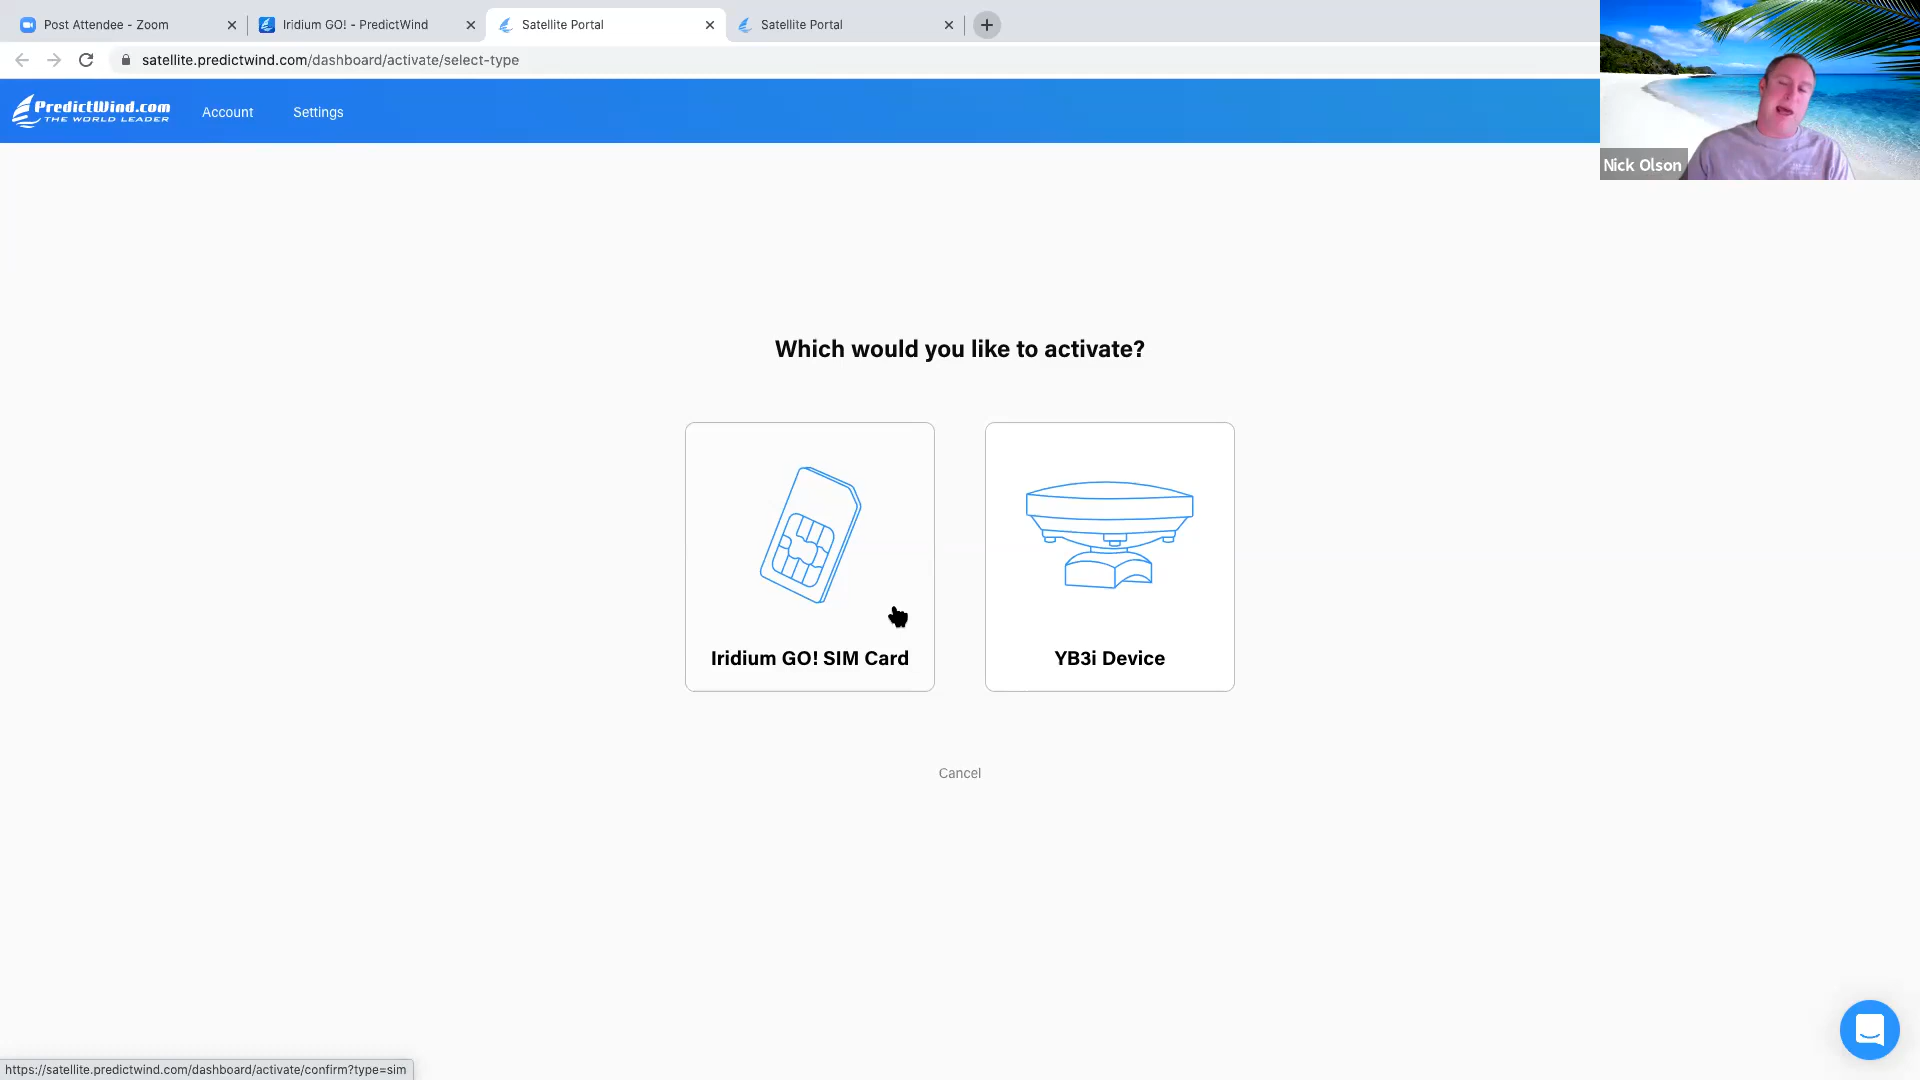 Post Attendee - Zoom
Iridium GO! - PredictWind
Satellite Portal
Satellite Portal
satellite.predictwind.com/dashboard/activate/select-type
PredictWind.com
THE WORLD LEADER
Account
Settings
Nick Olson
Which would you like to activate?
Iridium GO! SIM Card
YB3i Device
Cancel
https://satellite.predictwind.com/dashboard/activate/confirm?type=sim